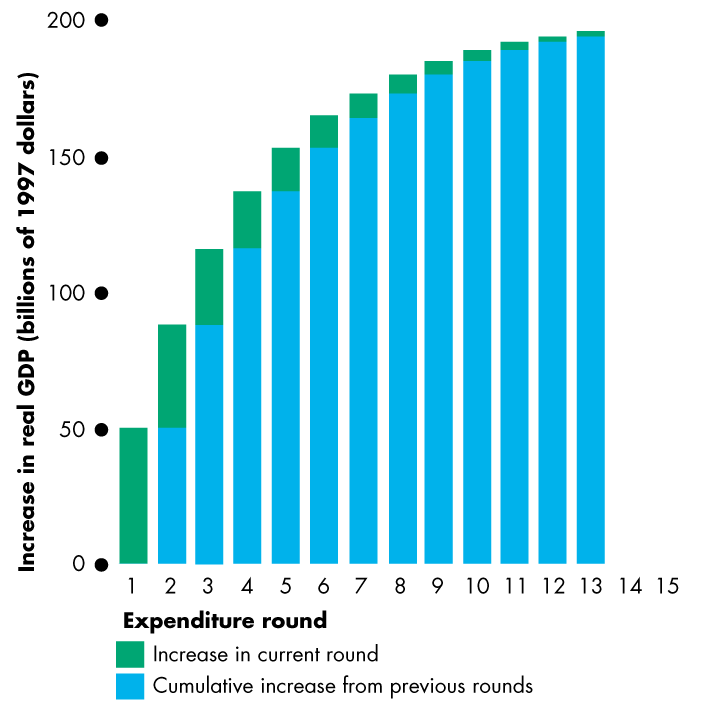 200
150
100
50
0
Increase in real GDP (billions of 1997 dollars)
1 2 3 4 5 6 7 8 9 10 11 12 13 14 15
Expenditure round
Increase in current round
Cumulative increase from previous rounds